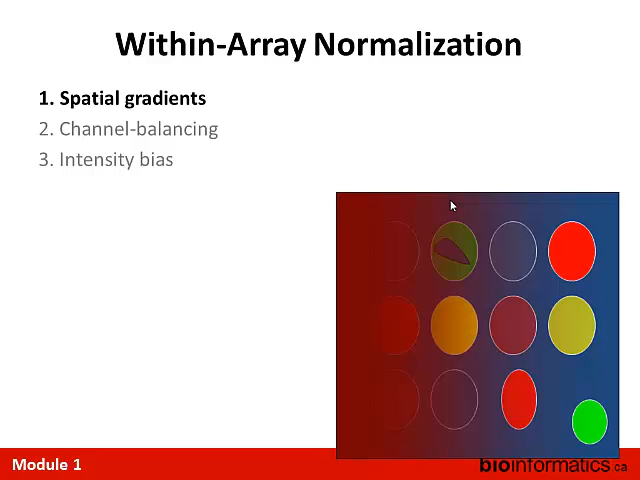 Within-Array Normalization
1. Spatial gradients
2. Channel-balancing
3. Intensity bias
Module 1
bioinformatics.ca